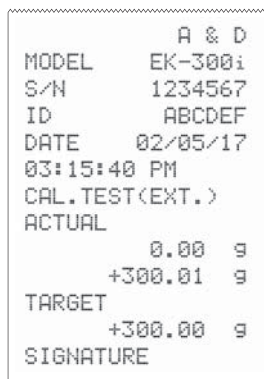 A & D
MODEL EK-300i
S/N 1234567
ID ABCDEF
DATE 02/05/17
03:15:40 PM
CAL.TEST(EXT.)
ACTUAL
0.00 g
+300.01 g
TARGET
+300.00 g
SIGNATURE